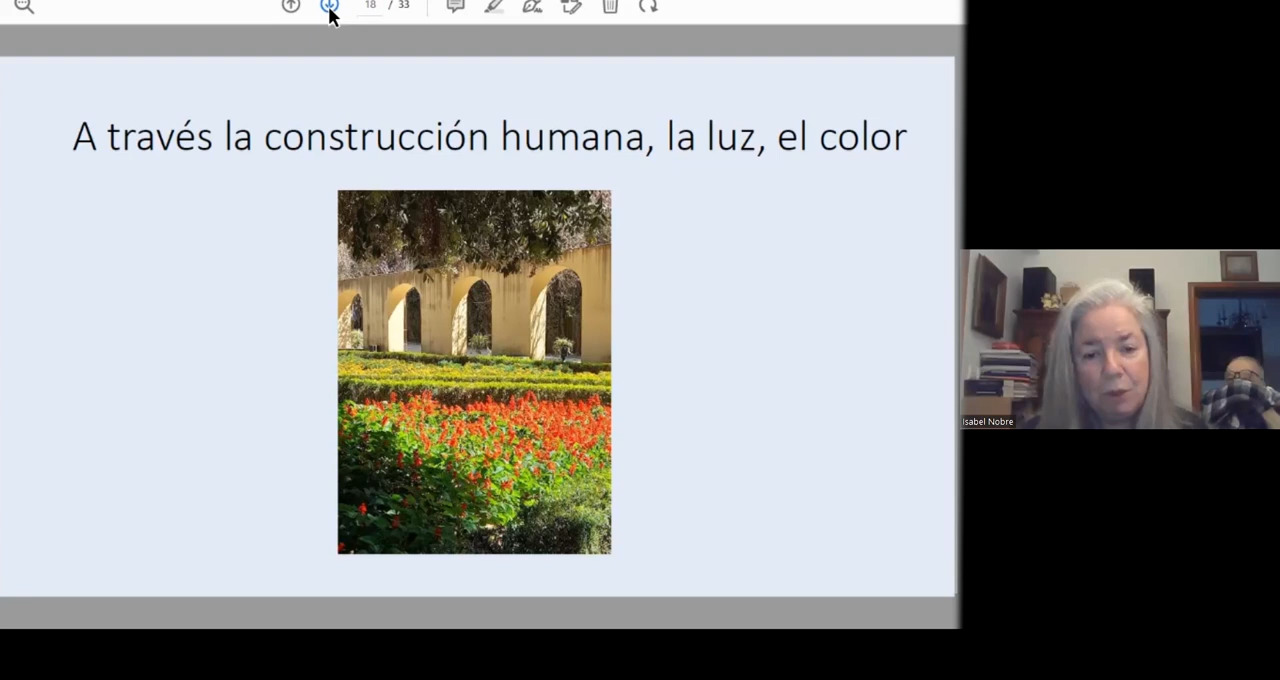 18 / 33
A través la construcción humana, la luz, el color
Isabel Nobre